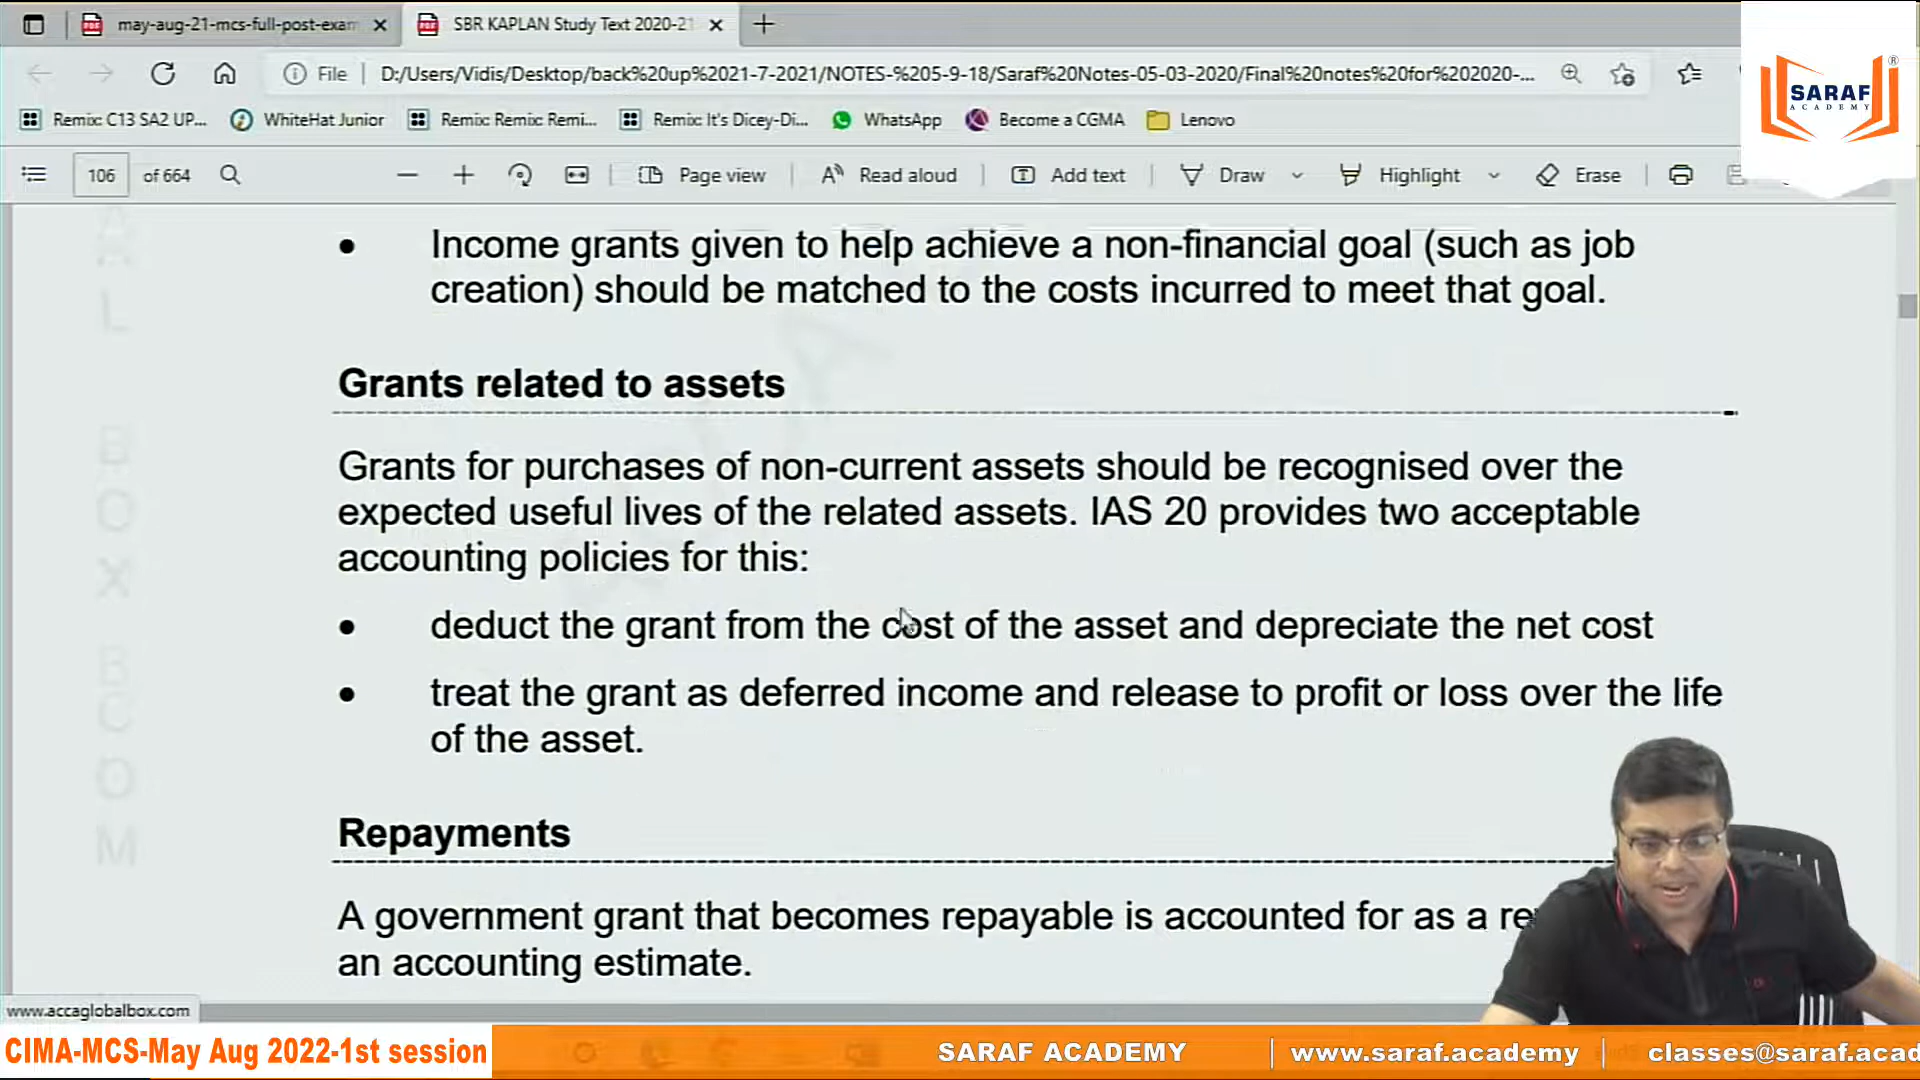 may-aug-21-mcs-full-post-exam
SBR KAPLAN Study Text 2020-21
File
D:/Users/Vidis/Desktop/back%20up%2021-7-2021/NOTES-%205-9-18/Saraf%20Notes-05-03-2020/Final%20notes%20for%202020-...
Remix: C13 SA2 UP...
WhiteHat Junior
Remix: Remix: Remi...
Remix: It's Dicey-Di...
WhatsApp
Become a CGMA
Lenovo
SARAF
ACADEMY
®
106 of 664
Page view
Read aloud
Add text
Draw
Highlight
Erase
• Income grants given to help achieve a non-financial goal (such as job
creation) should be matched to the costs incurred to meet that goal.
Grants related to assets
Grants for purchases of non-current assets should be recognised over the
expected useful lives of the related assets. IAS 20 provides two acceptable
accounting policies for this:
• deduct the grant from the cost of the asset and depreciate the net cost
• treat the grant as deferred income and release to profit or loss over the life
of the asset.
Repayments
A government grant that becomes repayable is accounted for as a re
an accounting estimate.
L
BOX
BCOM
www.accaglobalbox.com
CIMA-MCS-May Aug 2022-1st session
SARAF ACADEMY | www.saraf.academy | classes@saraf.acad